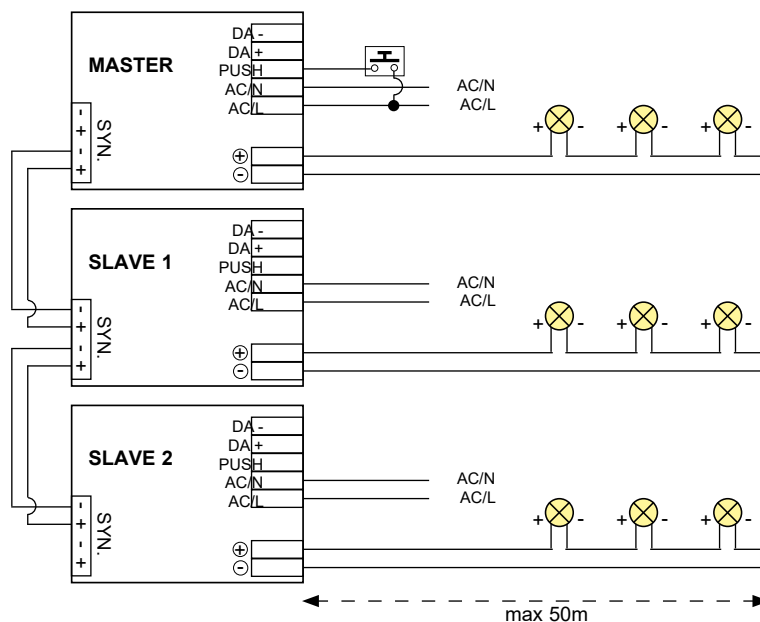 MASTER
DA -
DA +
PUSH
AC/N
AC/L
AC/N
AC/L
- + - +
SYN.
+ -
+ -
+ -
+
-
SLAVE 1
DA -
DA +
PUSH
AC/N
AC/L
AC/N
AC/L
- + - +
SYN.
+ -
+ -
+ -
+
-
SLAVE 2
DA -
DA +
PUSH
AC/N
AC/L
AC/N
AC/L
- + - +
SYN.
+ -
+ -
+ -
+
-
max 50m